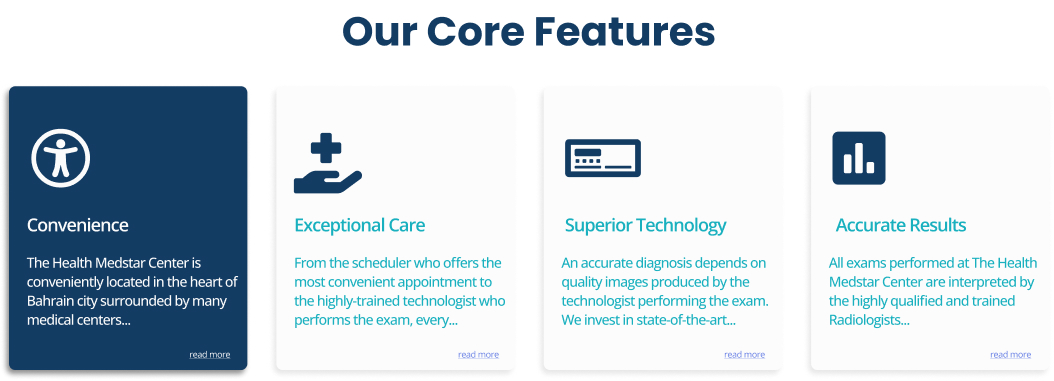 Our Core Features
Convenience
The Health Medstar Center is
conveniently located in the heart of
Bahrain city surrounded by many
medical centers...
read more
Exceptional Care
From the scheduler who offers the
most convenient appointment to
the highly-trained technologist who
performs the exam, every...
read more
Superior Technology
An accurate diagnosis depends on
quality images produced by the
technologist performing the exam.
We invest in state-of-the-art...
read more
Accurate Results
All exams performed at The Health
Medstar Center are interpreted by
the highly qualified and trained
Radiologists...
read more